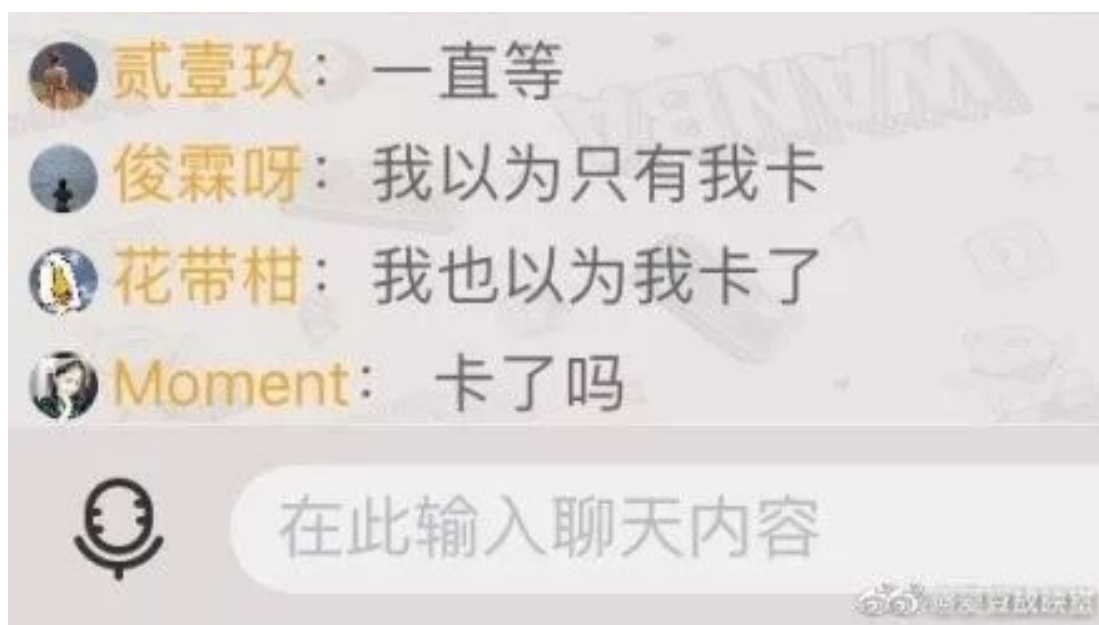 贰壹玖：一直等
俊霖呀：我以为只有我卡
花带柑：我也以为我卡了
Moment： 卡了吗
在此输入聊天内容
WANBA